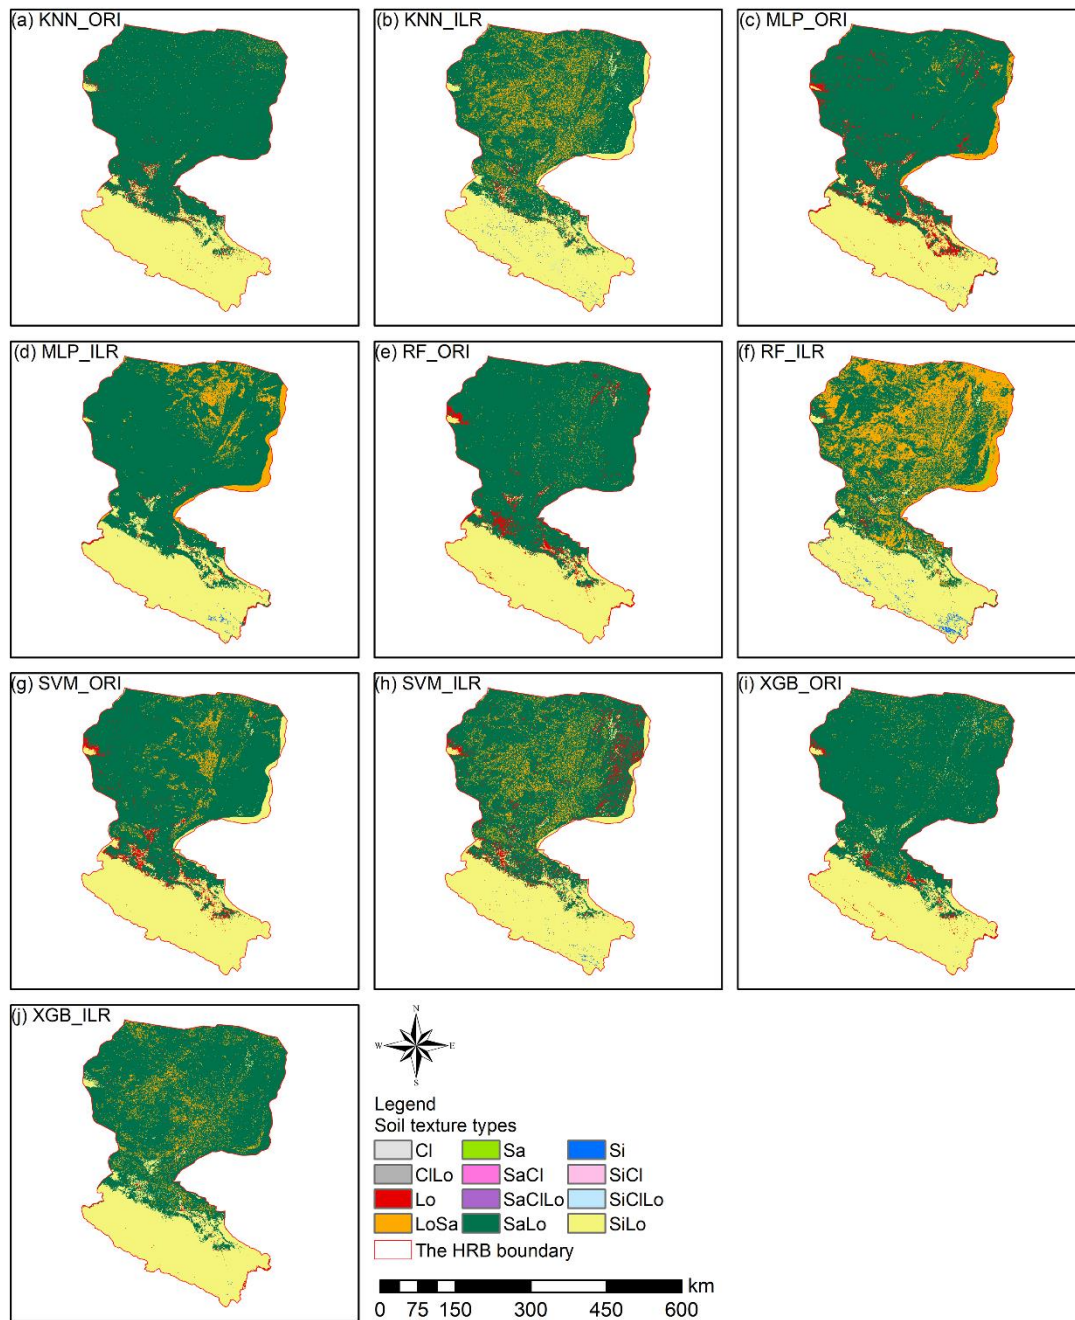 (a) KNN_ORI
(b) KNN_ILR
(c) MLP_ORI
(d) MLP_ILR
(e) RF_ORI
(f) RF_ILR
(g) SVM_ORI
(h) SVM_ILR
(i) XGB_ORI
(j) XGB_ILR
N
W E
S
Legend
Soil texture types
Cl Sa Si
ClLo SaCl SiCl
Lo SaClLo SiClLo
LoSa SaLo SiLo
The HRB boundary
km
0 75 150 300 450 600